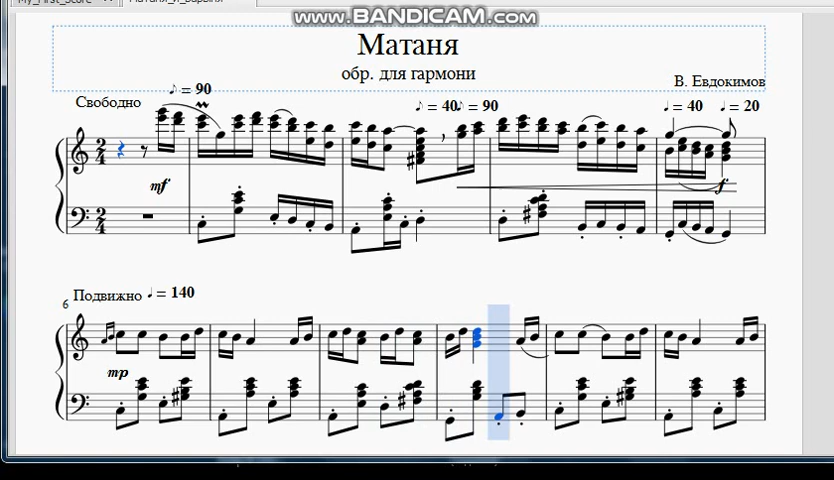 www.BANDICAM.com
Матаня
обр. для гармони
В. Евдокимов
Свободно
♪ = 90
♪ = 40
♪ = 90
♩ = 40
♩ = 20
mf
f
6
Подвижно ♩ = 140
mp